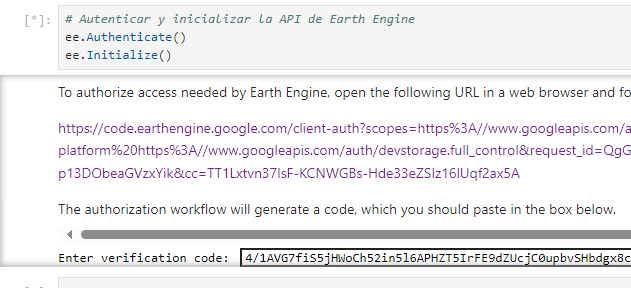 [*]: # Autenticar y inicializar la API de Earth Engine
ee.Authenticate()
ee.Initialize()
To authorize access needed by Earth Engine, open the following URL in a web browser and fo
https://code.earthengine.google.com/client-auth?scopes=https%3A//www.googleapis.com/a
platform%20https%3A//www.googleapis.com/auth/devstorage.full_control&request_id=QgG
p13DObeaGVzxYik&cc=TT1Lxtvn37lsF-KCNWGBs-Hde33eZSlz16lUqf2ax5A
The authorization workflow will generate a code, which you should paste in the box below.
Enter verification code: 4/1AVG7fiS5jHWoCh52in5l6APHZT5IrFE9dZUcjC0upbvSHbdgx8c